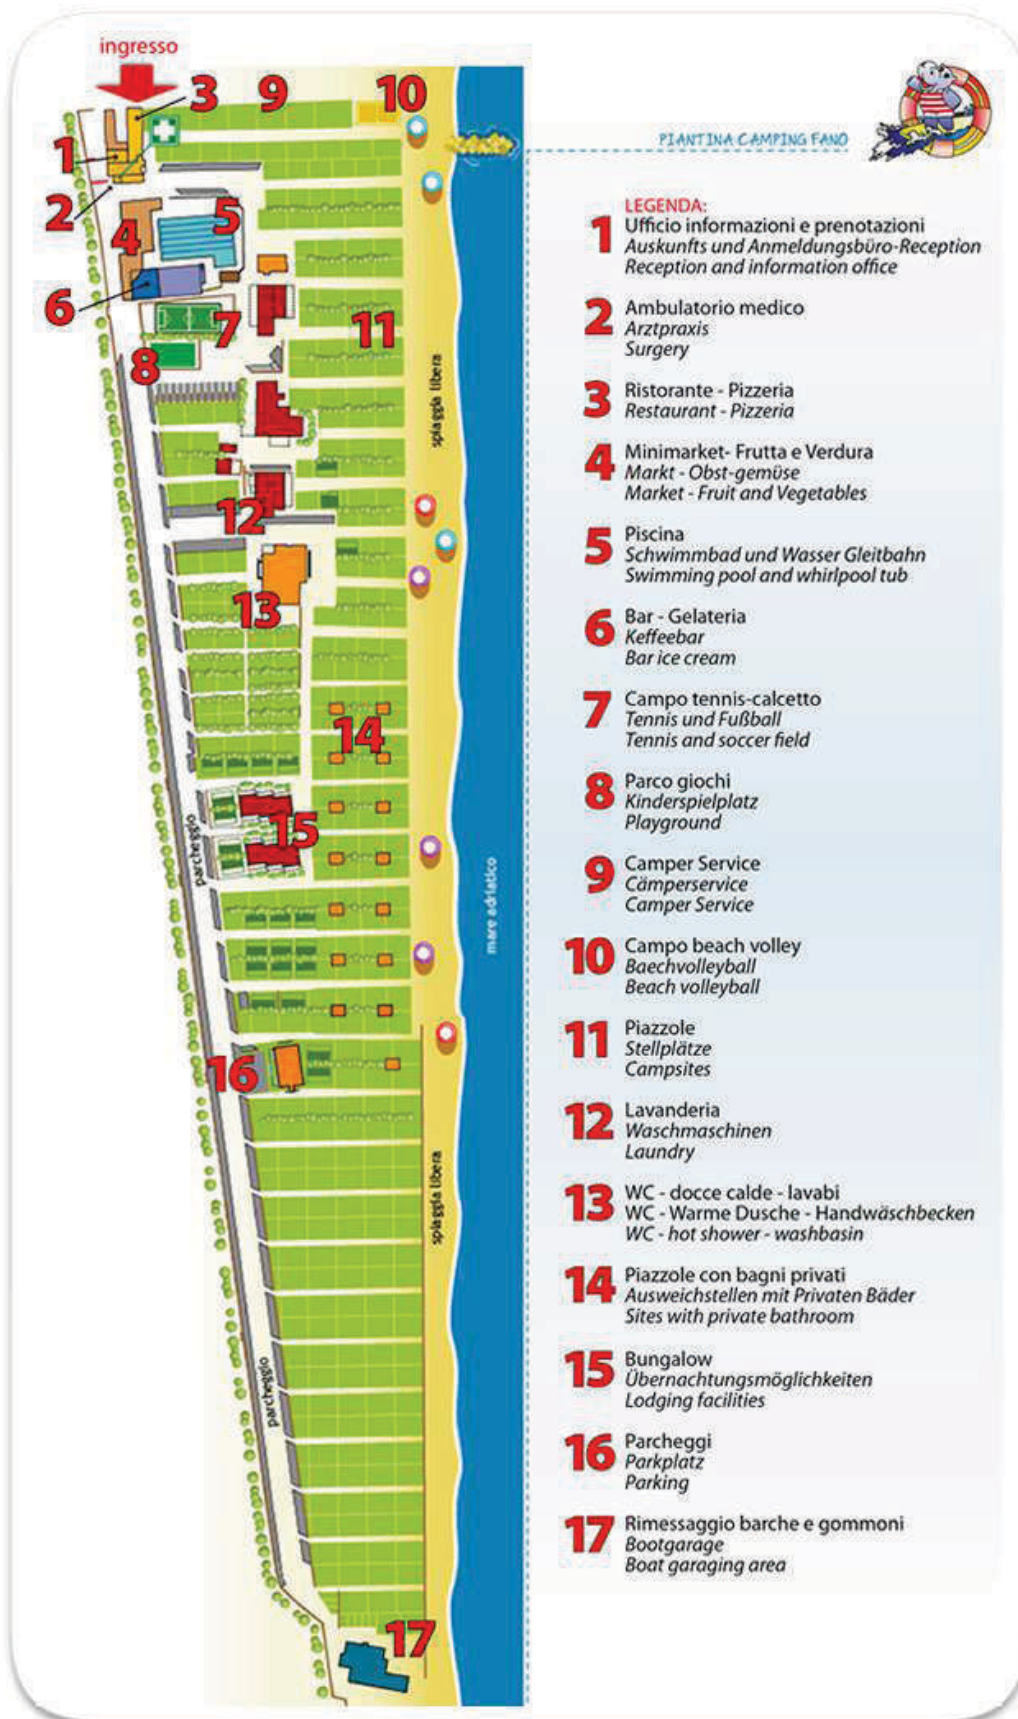 ingresso
3
9
10
1
2
4
5
6
7
11
8
spiaggia libera
12
13
14
15
parcheggio
mare adriatico
16
spiaggia libera
parcheggio
17
PIANTINA CAMPING FANO
LEGENDA:
1 Ufficio informazioni e prenotazioni
Auskunfts und Anmeldungsbüro-Reception
Reception and information office
2 Ambulatorio medico
Arztpraxis
Surgery
3 Ristorante - Pizzeria
Restaurant - Pizzeria
4 Minimarket- Frutta e Verdura
Markt - Obst-gemüse
Market - Fruit and Vegetables
5 Piscina
Schwimmbad und Wasser Gleitbahn
Swimming pool and whirlpool tub
6 Bar - Gelateria
Keffeebar
Bar ice cream
7 Campo tennis-calcetto
Tennis und Fußball
Tennis and soccer field
8 Parco giochi
Kinderspielplatz
Playground
9 Camper Service
Cämperservice
Camper Service
10 Campo beach volley
Baechvolleyball
Beach volleyball
11 Piazzole
Stellplätze
Campsites
12 Lavanderia
Waschmaschinen
Laundry
13 WC - docce calde - lavabi
WC - Warme Dusche - Handwäschbecken
WC - hot shower - washbasin
14 Piazzole con bagni privati
Ausweichstellen mit Privaten Bäder
Sites with private bathroom
15 Bungalow
Übernachtungsmöglichkeiten
Lodging facilities
16 Parcheggi
Parkplatz
Parking
17 Rimessaggio barche e gommoni
Bootgarage
Boat garaging area